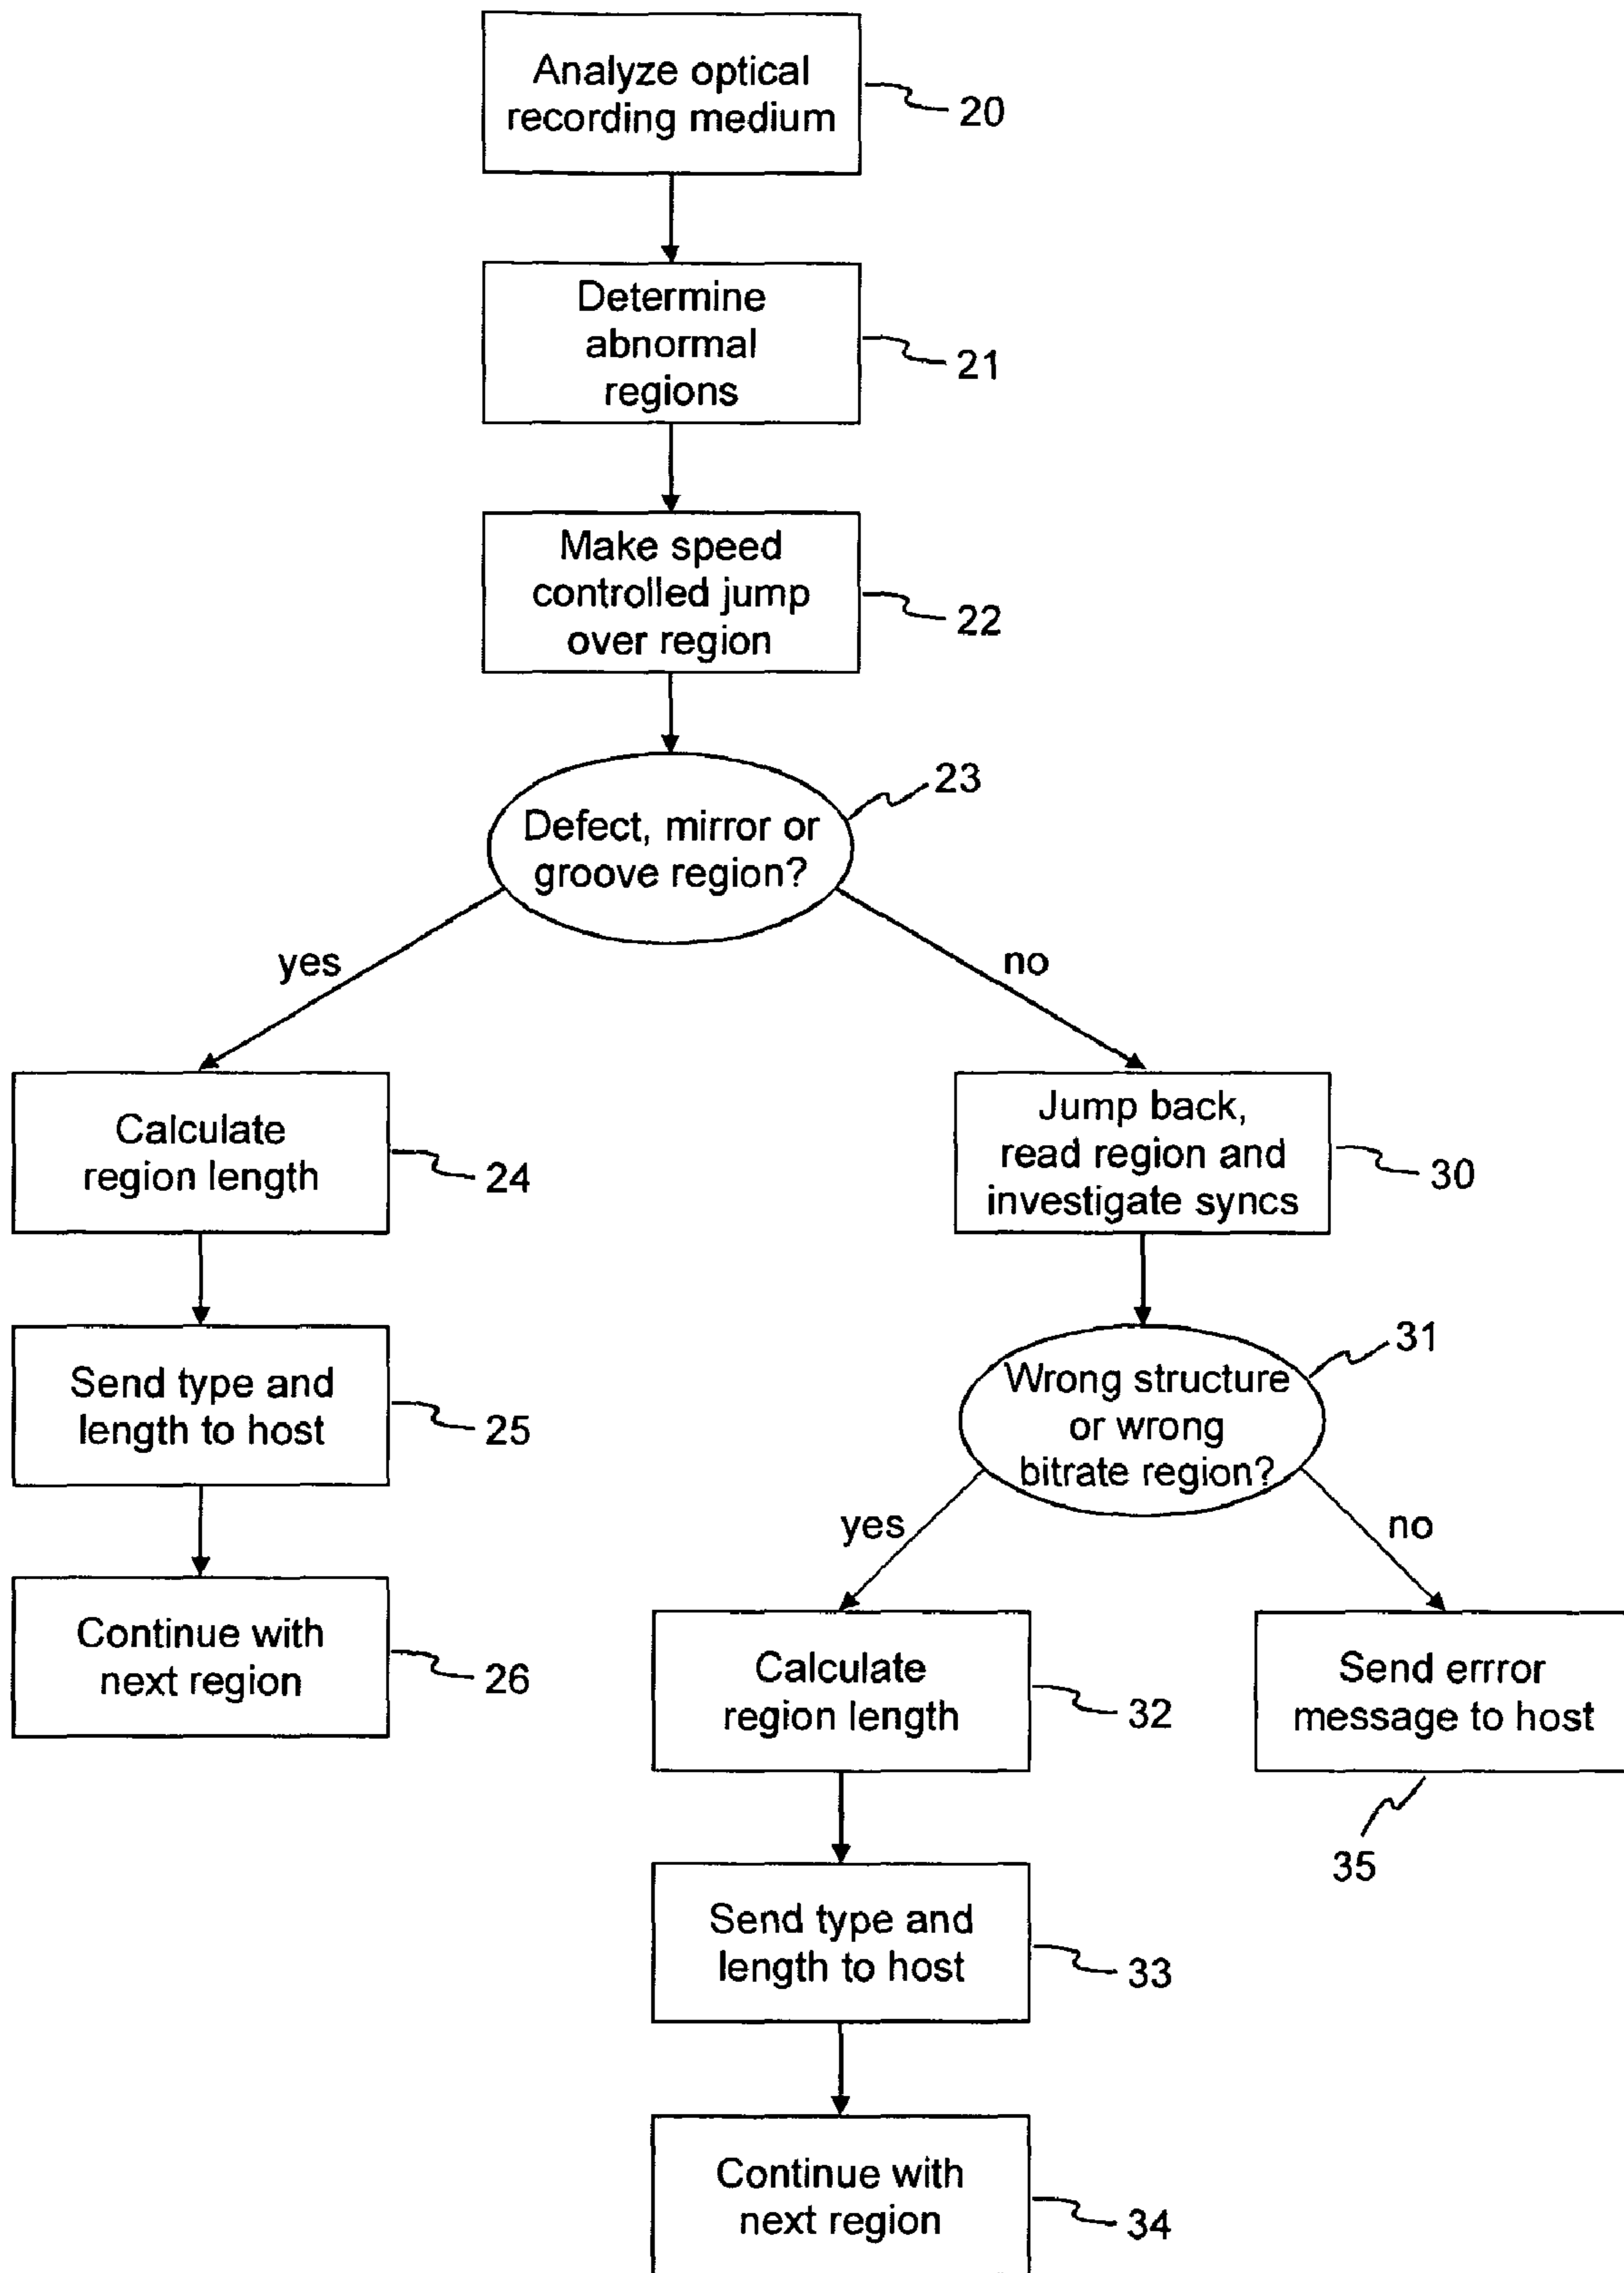 Analyze optical
recording medium
20
Determine
abnormal
regions
21
Make speed
controlled jump
over region
22
23
Defect, mirror or
groove region?
yes
no
Calculate
region length
24
Send type and
length to host
25
Continue with
next region
26
Jump back,
read region and
investigate syncs
30
31
Wrong structure
or wrong
bitrate region?
yes
no
Calculate
region length
32
Send type and
length to host
33
Continue with
next region
34
Send errror
message to host
35